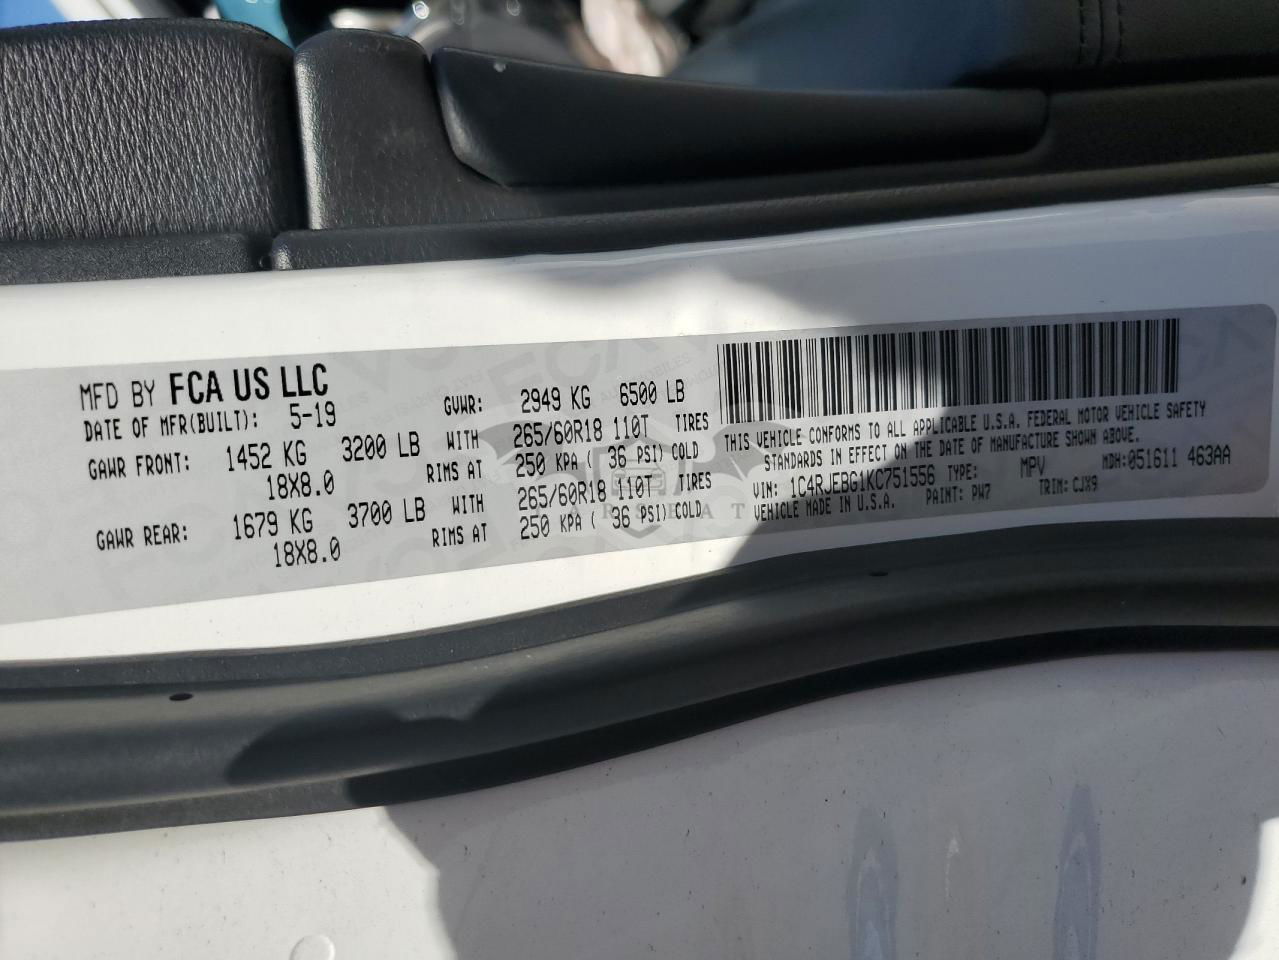 MFD BY FCA US LLC
DATE OF MFR(BUILT): 5-19 GVWR: 2949 KG 6500 LB
GAWR FRONT: 1452 KG 3200 LB WITH 265/60R18 110T TIRES
18X8.0 RIMS AT 250 KPA ( 36 PSI) COLD
GAWR REAR: 1679 KG 3700 LB WITH 265/60R18 110T TIRES
18X8.0 RIMS AT 250 KPA ( 36 PSI) COLD
THIS VEHICLE CONFORMS TO ALL APPLICABLE U.S.A. FEDERAL MOTOR VEHICLE SAFETY
STANDARDS IN EFFECT ON THE DATE OF MANUFACTURE SHOWN ABOVE.
VIN: 1C4RJEBG1KC751556 TYPE: MPV MDH:051611 463AA
VEHICLE MADE IN U.S.A. PAINT: PW7 TRIM:CJX9